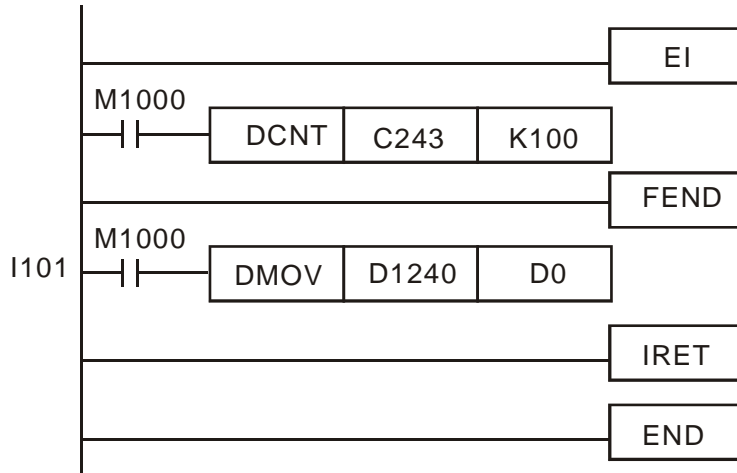 EI
M1000
DCNT C243 K100
FEND
M1000
I101 DMOV D1240 D0
IRET
END